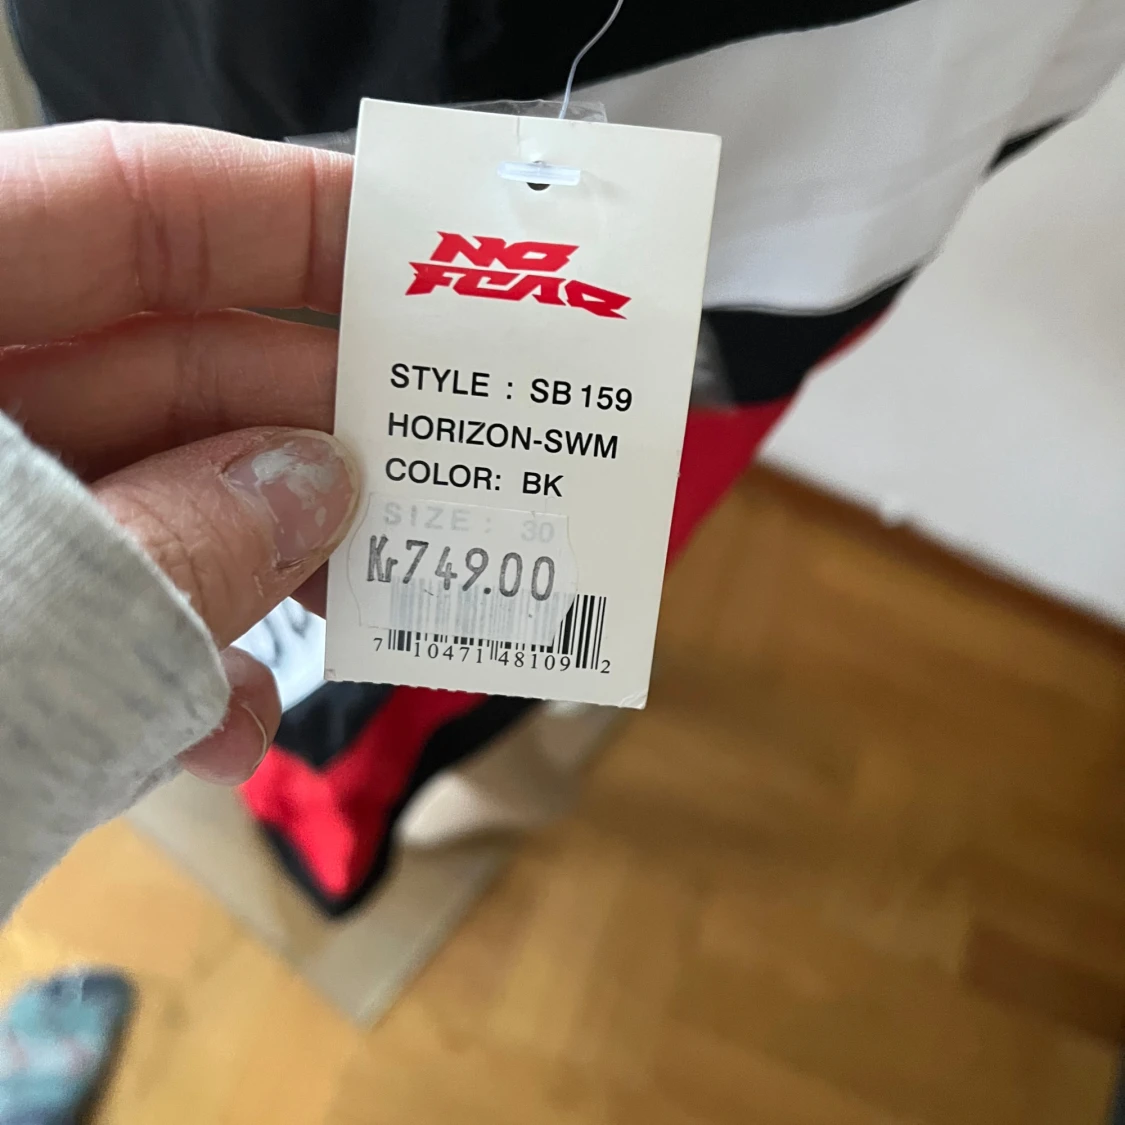 NO
FEAR
STYLE : SB 159
HORIZON-SWM
COLOR: BK
SIZE: 30
Kr749.00
7 10471 48109 2